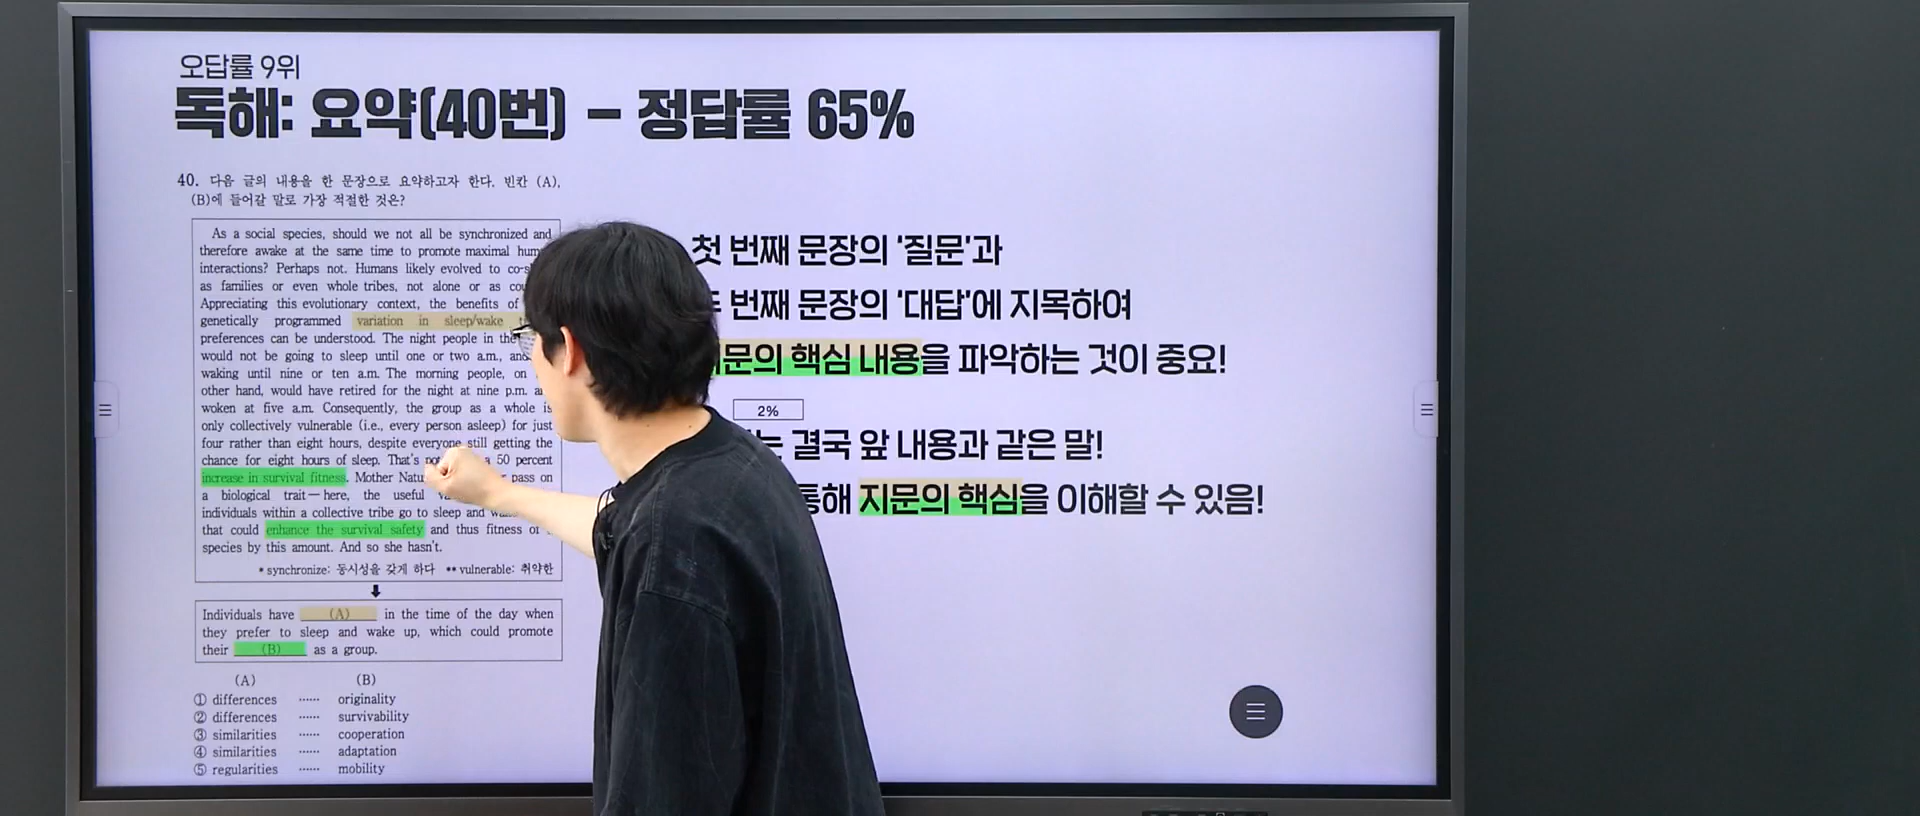 오답률 9위
독해: 요약(40번) - 정답률 65%
40. 다음 글의 내용을 한 문장으로 요약하고자 한다. 빈칸 (A),
(B)에 들어갈 말로 가장 적절한 것은?
As a social species, should we not all be synchronized and
therefore awake at the same time to promote maximal
interactions? Perhaps not. Humans likely evolved to
as families or even whole tribes, not alone or as
Appreciating this evolutionary context, the benefits of
genetically programmed variation in sleep/wake
preferences can be understood. The night people in the
would not be going to sleep until one or two a.m.,
waking until nine or ten a.m. The morning people, on
other hand, would have retired for the night at nine p.m.
woken at five a.m. Consequently, the group as a whole is
only collectively vulnerable (i.e., every person asleep) for just
four rather than eight hours, despite everyone still getting the
chance for eight hours of sleep. That's 50 percent
increase in survival fitness. Mother pass on
a biological trait — here, the useful
individuals within a collective tribe go to sleep and
that could enhance the survival safety and thus fitness of
species by this amount. And so she hasn't.
* synchronize: 동시성을 갖게 하다 ** vulnerable: 취약한
Individuals have (A) in the time of the day when
they prefer to sleep and wake up, which could promote
their (B) as a group.
(A) (B)
① differences ...... originality
② differences ...... survivability
③ similarities ...... cooperation
④ similarities ...... adaptation
⑤ regularities ...... mobility
첫 번째 문장의 '질문'과
번째 문장의 '대답'에 지목하여
핵심 내용을 파악하는 것이 중요!
2%
결국 앞 내용과 같은 말!
통해 지문의 핵심을 이해할 수 있음!